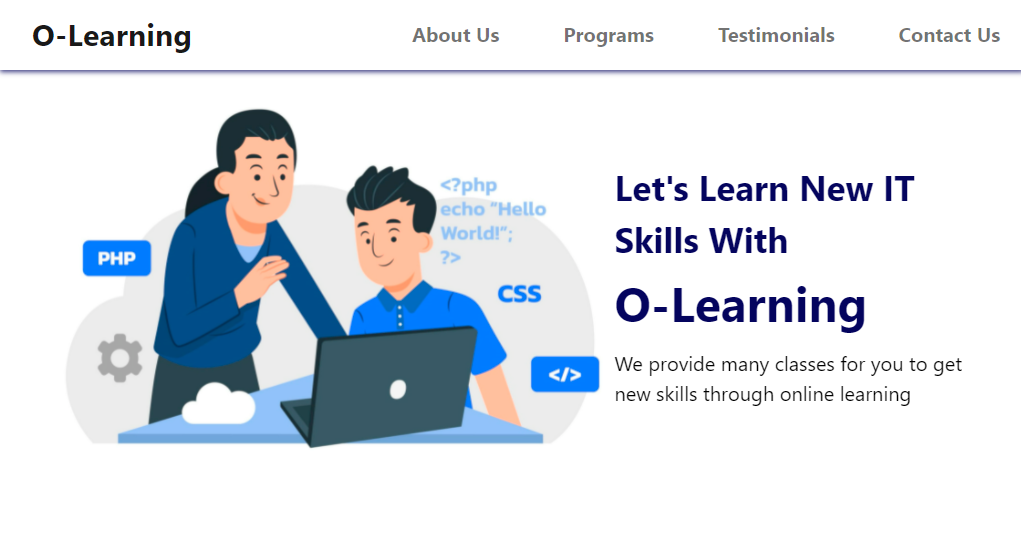 O-Learning
About Us
Programs
Testimonials
Contact Us
<?php
echo “Hello
World!”;
?>
PHP
CSS
</>
Let's Learn New IT
Skills With
O-Learning
We provide many classes for you to get
new skills through online learning